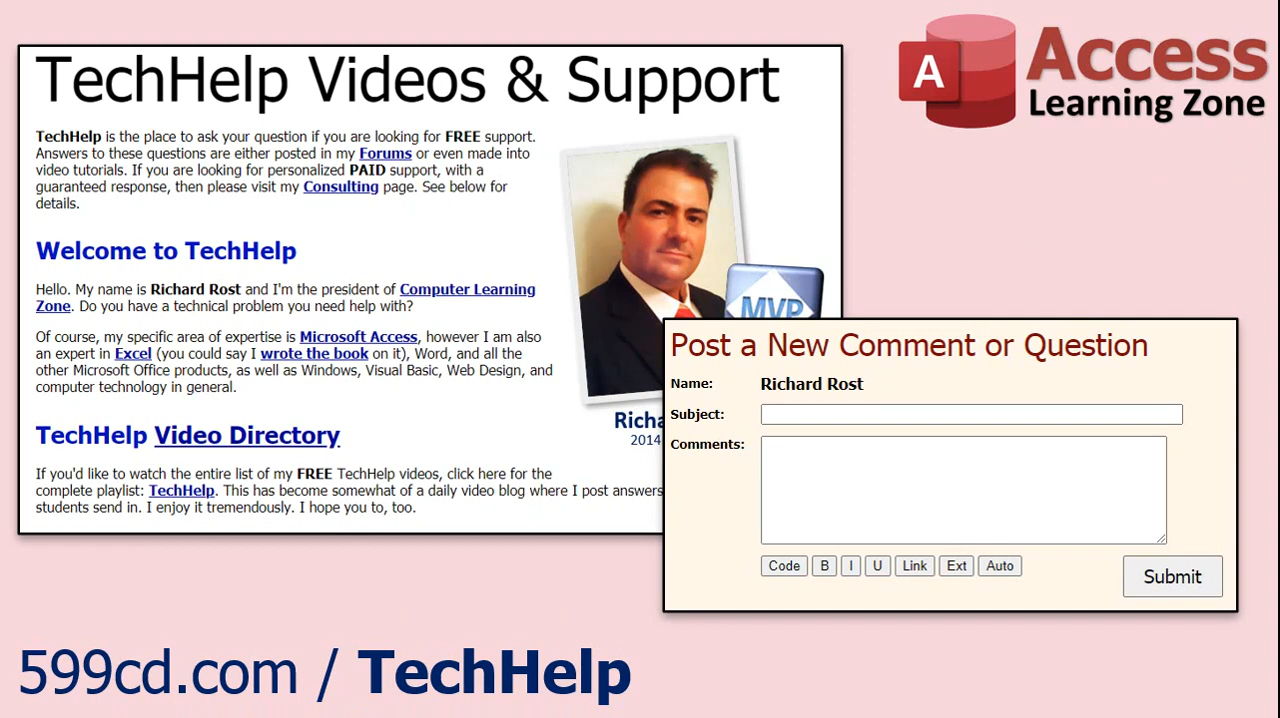 TechHelp Videos & Support
TechHelp is the place to ask your question if you are looking for FREE support.
Answers to these questions are either posted in my Forums or even made into
video tutorials. If you are looking for personalized PAID support, with a
guaranteed response, then please visit my Consulting page. See below for
details.
Welcome to TechHelp
Hello. My name is Richard Rost and I'm the president of Computer Learning
Zone. Do you have a technical problem you need help with?
Of course, my specific area of expertise is Microsoft Access, however I am also
an expert in Excel (you could say I wrote the book on it), Word, and all the
other Microsoft Office products, as well as Windows, Visual Basic, Web Design, and
computer technology in general.
TechHelp Video Directory
If you'd like to watch the entire list of my FREE TechHelp videos, click here for the
complete playlist: TechHelp. This has become somewhat of a daily video blog where I post answers
students send in. I enjoy it tremendously. I hope you to, too.
MVP
Richa
2014
A
Access
Learning Zone
Post a New Comment or Question
Name: Richard Rost
Subject:
Comments:
Code B I U Link Ext Auto
Submit
599cd.com / TechHelp